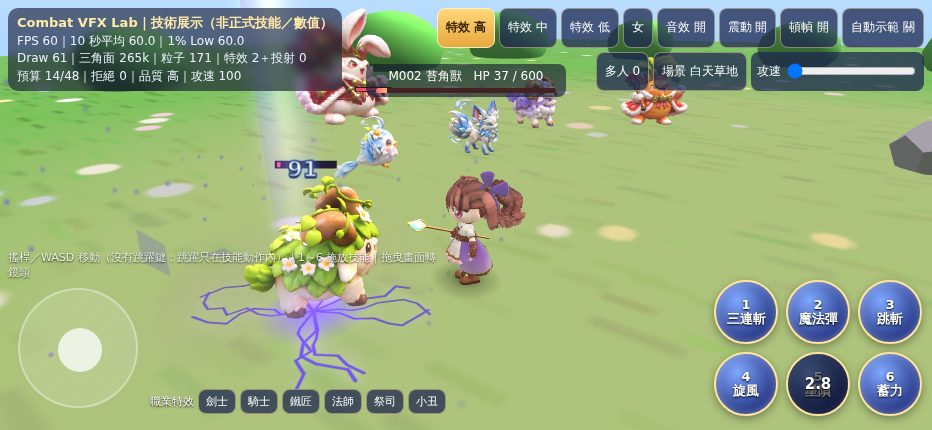 Combat VFX Lab｜技術展示（非正式技能／數值）
FPS 60｜10 秒平均 60.0｜1% Low 60.0
Draw 61｜三角面 265k｜粒子 171｜特效 2＋投射 0
預算 14/48｜拒絕 0｜品質 高｜攻速 100
特效 高
特效 中
特效 低
女
音效 開
震動 開
頓幀 開
自動示範 關
多人 0
場景 白天草地
攻速
M002 苔角獸 HP 37 / 600
91
搖桿／WASD 移動（沒有跳躍鍵；跳躍只在技能動作內）｜1～6 施放技能｜拖曳畫面轉
鏡頭
1
三連斬
2
魔法彈
3
跳斬
4
旋風
2.8
6
蓄力
職業特效
劍士
騎士
鐵匠
法師
祭司
小丑